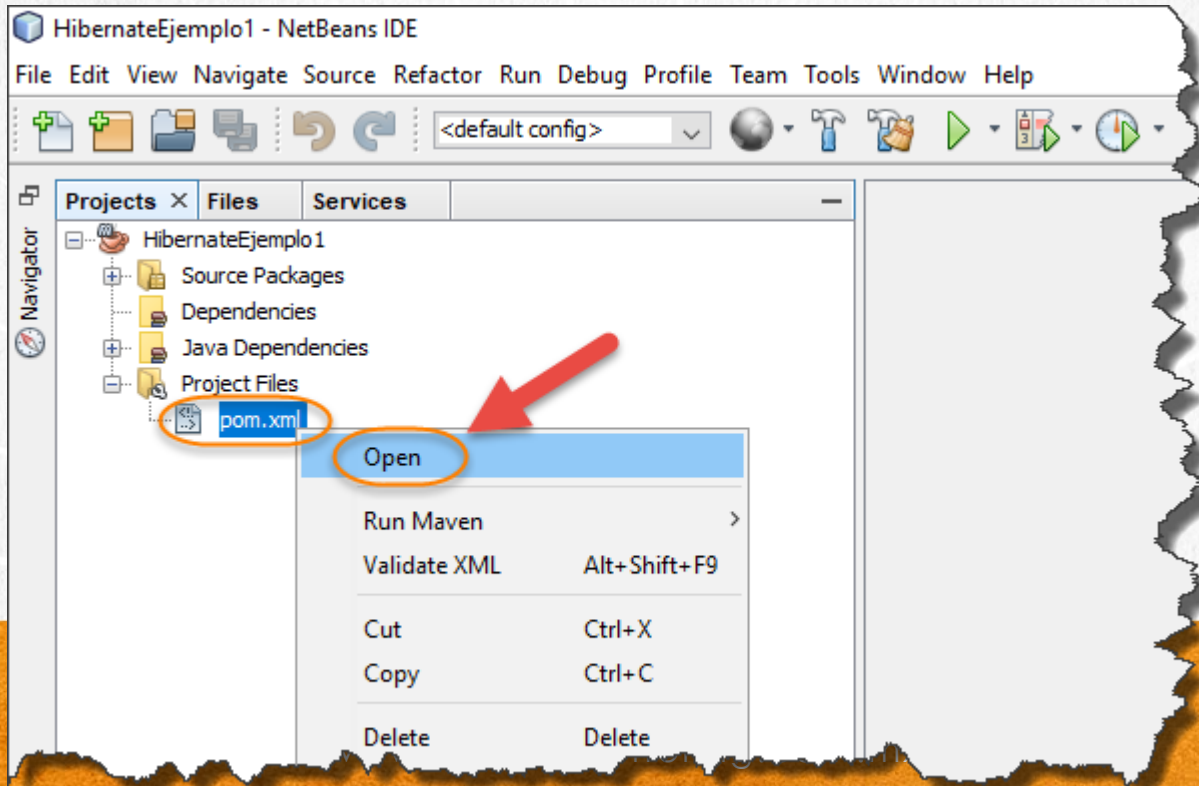 HibernateEjemplo1 - NetBeans IDE
File Edit View Navigate Source Refactor Run Debug Profile Team Tools Window Help
<default config>
Projects Files Services
Navigator
HibernateEjemplo1
Source Packages
Dependencies
Java Dependencies
Project Files
pom.xml
Open
Run Maven
Validate XML Alt+Shift+F9
Cut Ctrl+X
Copy Ctrl+C
Delete Delete